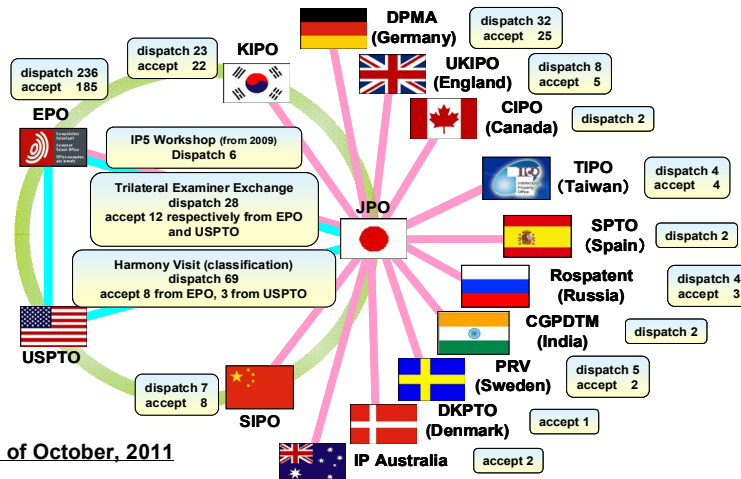 DPMA
(Germany)
dispatch 32
accept 25
dispatch 23
accept 22
KIPO
UKIPO
(England)
dispatch 8
accept 5
dispatch 236
accept 185
EPO
CIPO
(Canada)
dispatch 2
IP5 Workshop (from 2009)
Dispatch 6
TIPO
(Taiwan)
dispatch 4
accept 4
Trilateral Examiner Exchange
dispatch 28
accept 12 respectively from EPO
and USPTO
JPO
SPTO
(Spain)
dispatch 2
Harmony Visit (classification)
dispatch 69
accept 8 from EPO, 3 from USPTO
Rospatent
(Russia)
dispatch 4
accept 3
USPTO
CGPDTM
(India)
dispatch 2
PRV
(Sweden)
dispatch 5
accept 2
dispatch 7
accept 8
SIPO
DKPTO
(Denmark)
accept 1
of October, 2011
IP Australia
accept 2